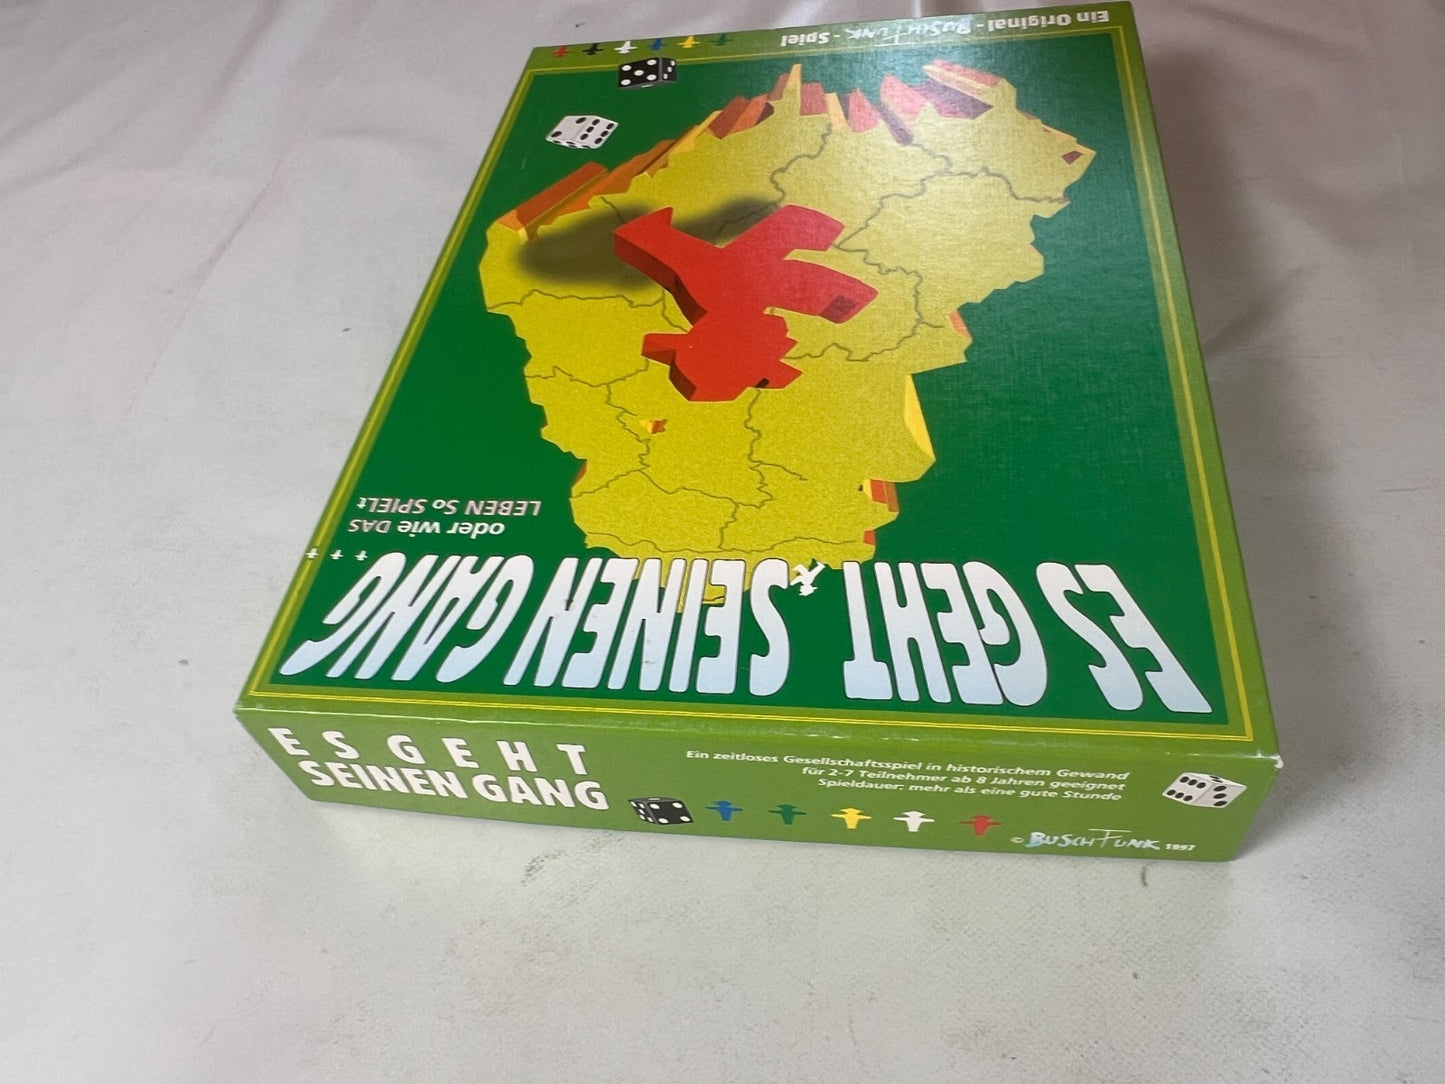 Ein Original - BuschFunk - Spiel
oder wie DAS
LEBEN So SPIELt
ES GEHT SEINEN GANG
ES GEHT
SEINEN GANG
Ein zeitloses Gesellschaftsspiel in historischem Gewand
für 2-7 Teilnehmer ab 8 Jahren geeignet
Spieldauer: mehr als eine gute Stunde
© BuschFunk 1997